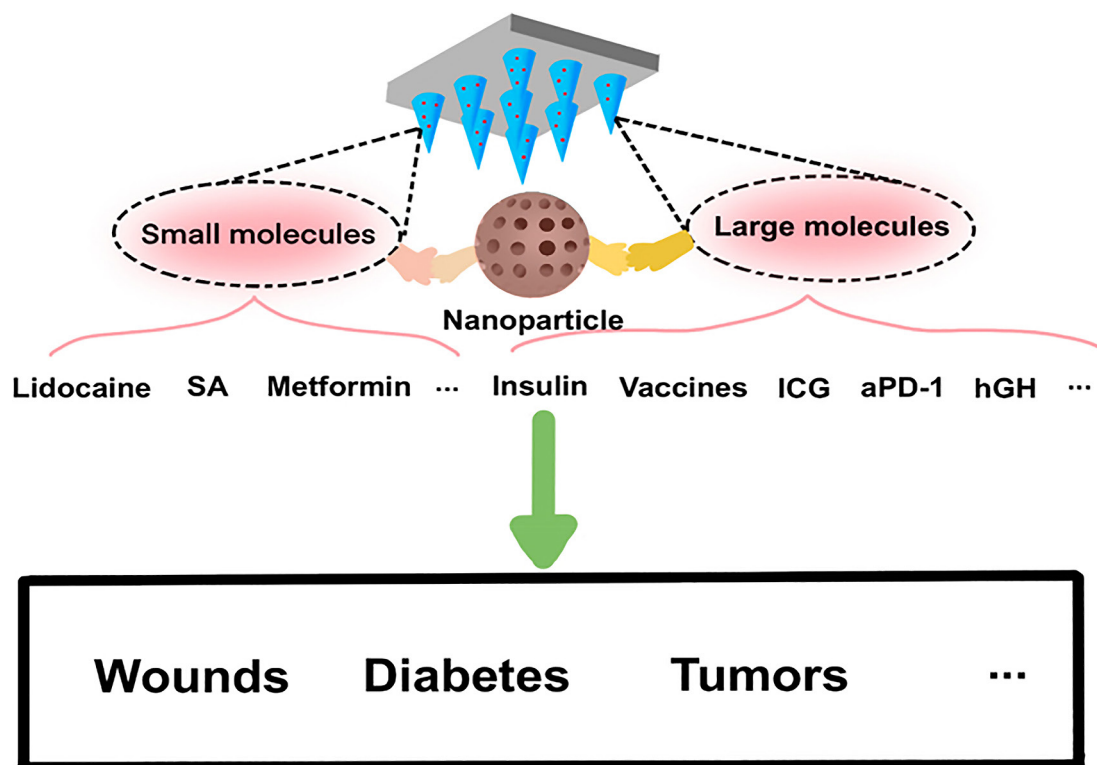 Small molecules
Large molecules
Nanoparticle
Lidocaine SA Metformin ... Insulin Vaccines ICG aPD-1 hGH ...
Wounds Diabetes Tumors ...